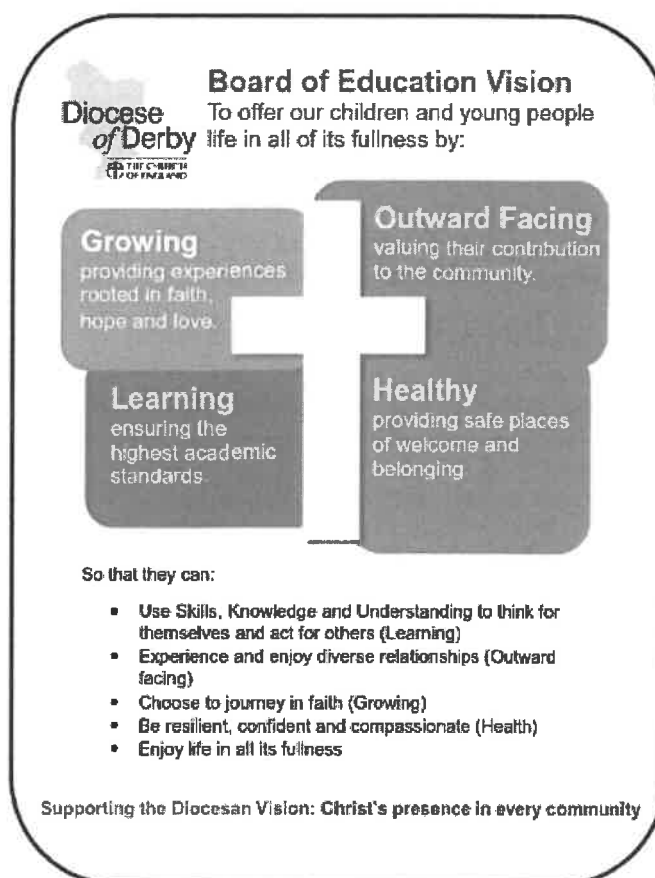 Board of Education Vision
To offer our children and young people
life in all of its fullness by:
Diocese
of Derby
THE CHURCH
OF ENGLAND
Growing
providing experiences
rooted in faith,
hope and love.
Outward Facing
valuing their contribution
to the community.
Learning
ensuring the
highest academic
standards
Healthy
providing safe places
of welcome and
belonging
So that they can:
• Use Skills, Knowledge and Understanding to think for
themselves and act for others (Learning)
• Experience and enjoy diverse relationships (Outward
facing)
• Choose to journey in faith (Growing)
• Be resilient, confident and compassionate (Health)
• Enjoy life in all its fullness
Supporting the Diocesan Vision: Christ's presence in every community